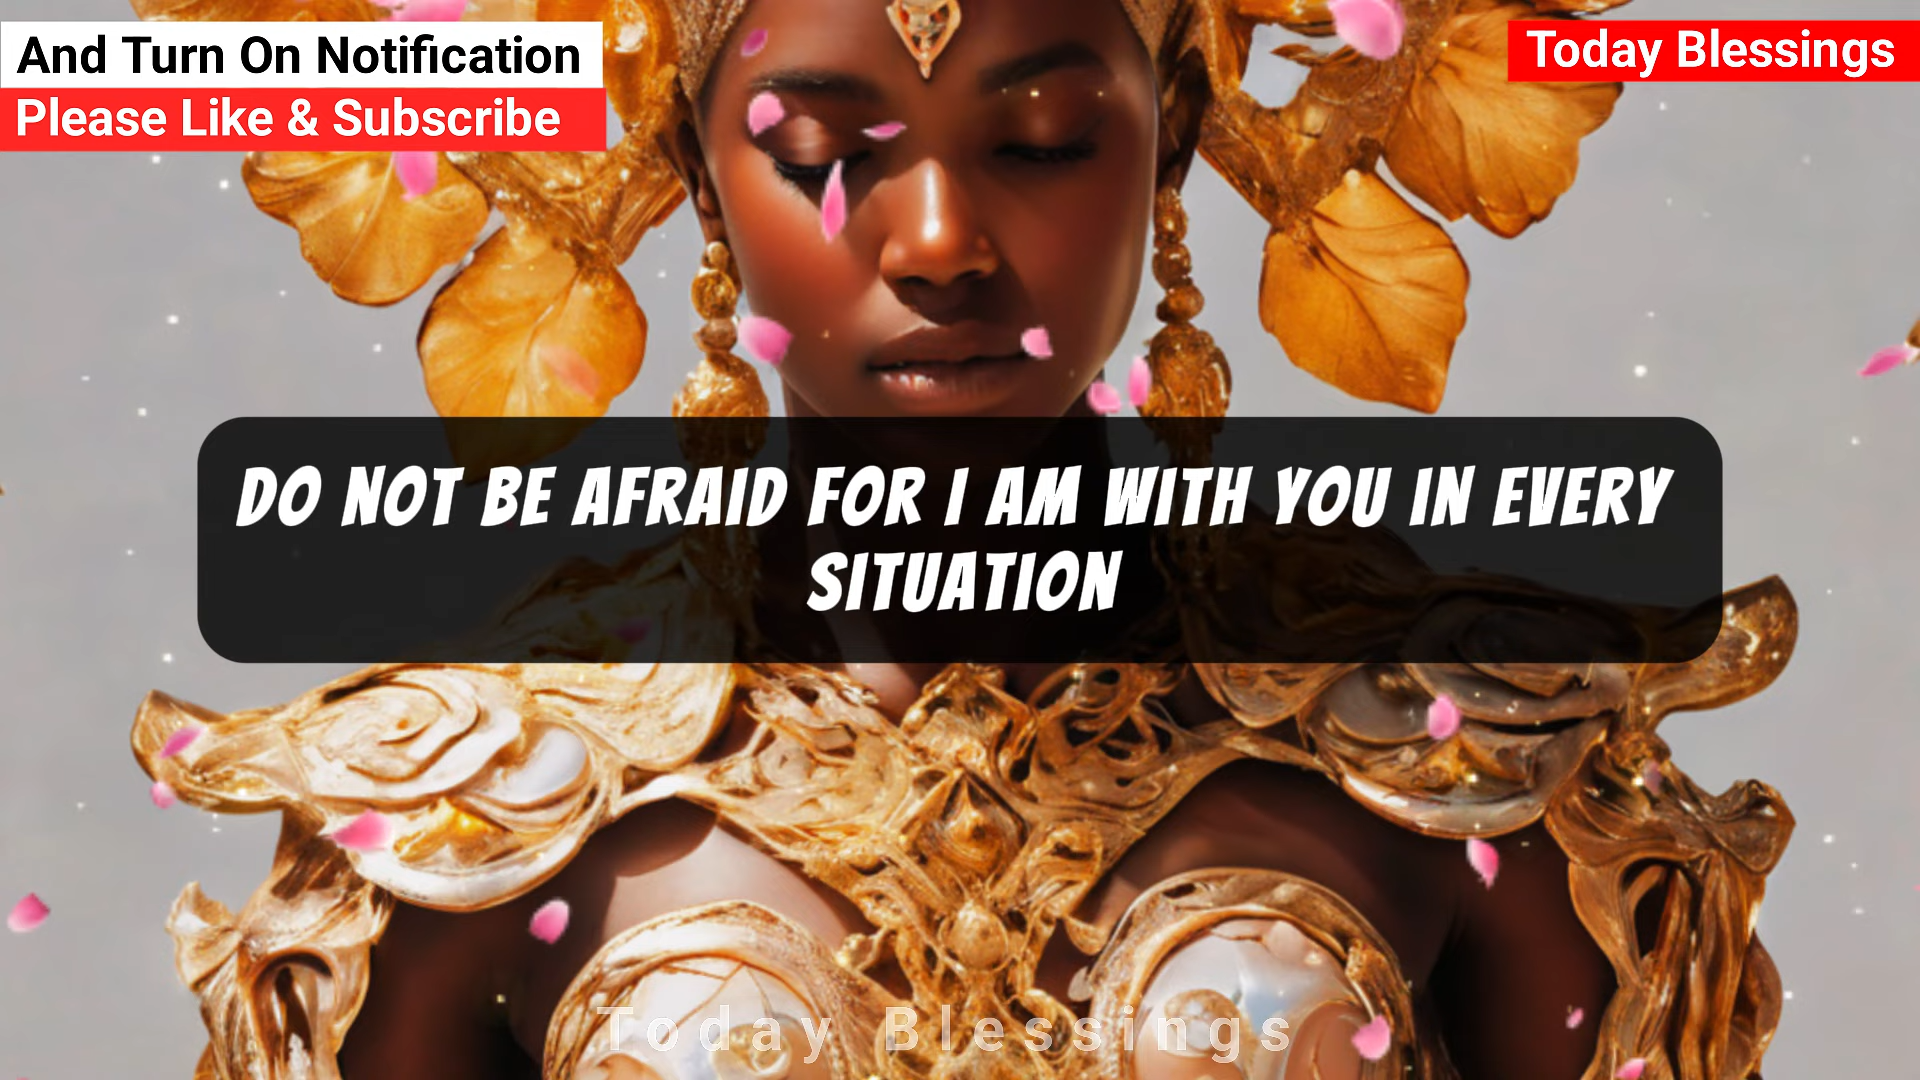 And Turn On Notification
Please Like & Subscribe
Today Blessings
DO NOT BE AFRAID FOR I AM WITH YOU IN EVERY
SITUATION
Today Blessings